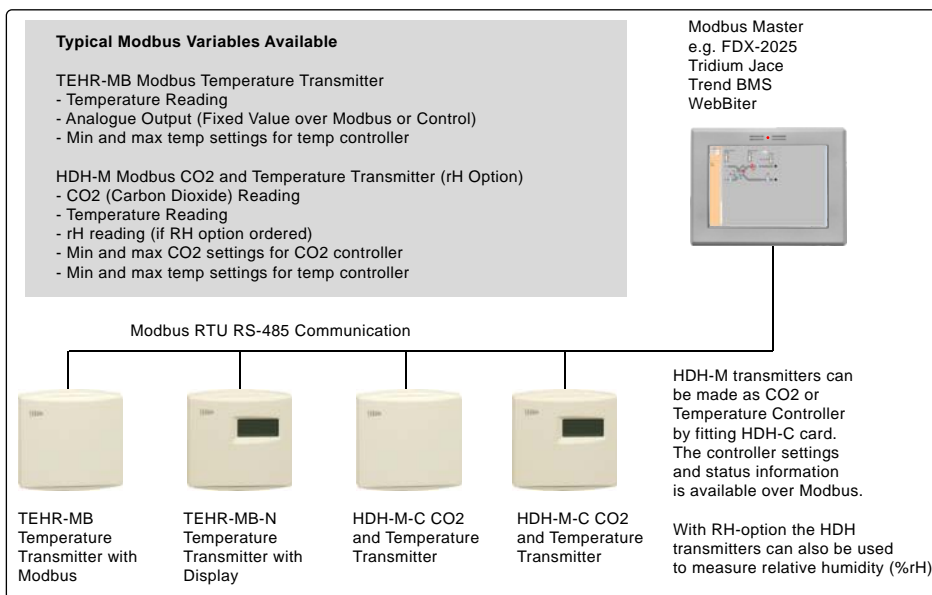 Typical Modbus Variables Available
TEHR-MB Modbus Temperature Transmitter
- Temperature Reading
- Analogue Output (Fixed Value over Modbus or Control)
- Min and max temp settings for temp controller
HDH-M Modbus CO2 and Temperature Transmitter (rH Option)
- CO2 (Carbon Dioxide) Reading
- Temperature Reading
- rH reading (if RH option ordered)
- Min and max CO2 settings for CO2 controller
- Min and max temp settings for temp controller
Modbus Master
e.g. FDX-2025
Tridium Jace
Trend BMS
WebBiter
Modbus RTU RS-485 Communication
TEHR-MB
Temperature
Transmitter with
Modbus
TEHR-MB-N
Temperature
Transmitter with
Display
HDH-M-C CO2
and Temperature
Transmitter
HDH-M-C CO2
and Temperature
Transmitter
HDH-M transmitters can
be made as CO2 or
Temperature Controller
by fitting HDH-C card.
The controller settings
and status information
is available over Modbus.
With RH-option the HDH
transmitters can also be used
to measure relative humidity (%rH)